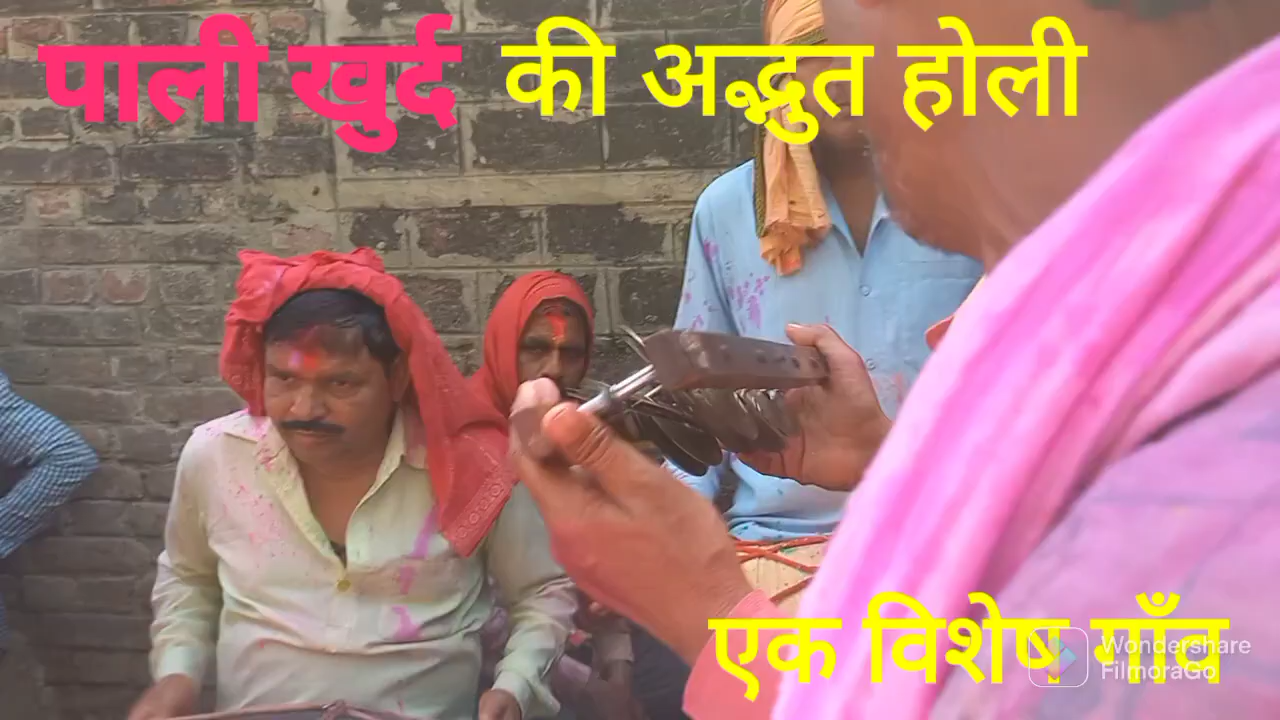 पाली खुर्द की अद्भुत होली
एक विशेष गाँव
Wondershare
FilmoraGo